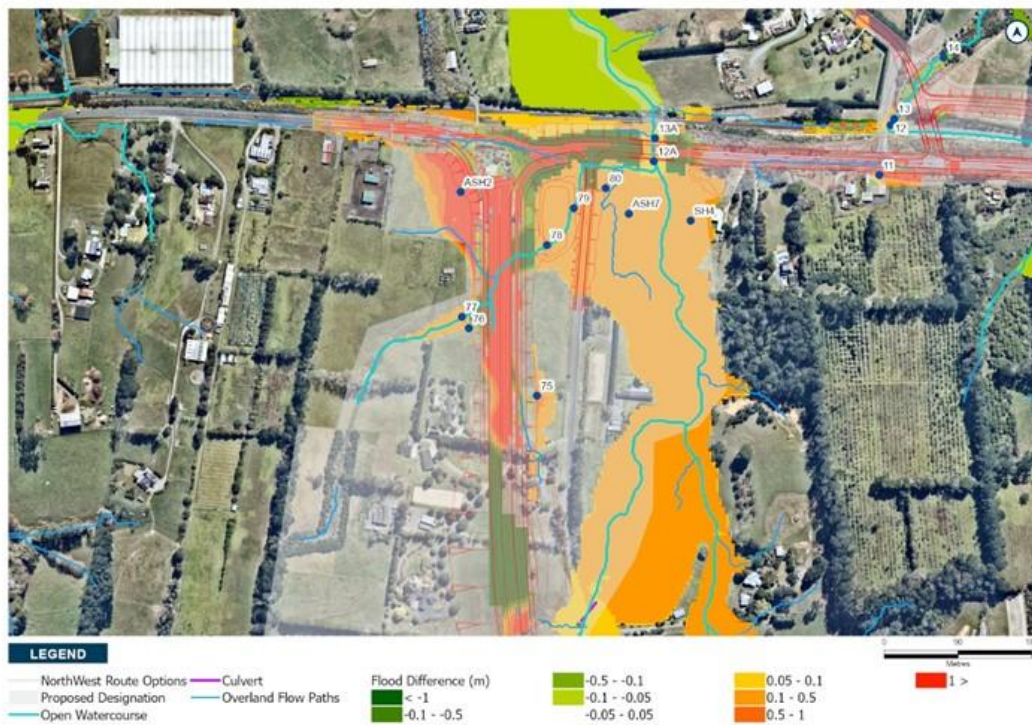 14
13
12
13A
12A
11
80
ASH2
79
ASH7
SH4
78
77
76
75
0 90
Metres
LEGEND
NorthWest Route Options
Proposed Designation
Open Watercourse
Culvert
Overland Flow Paths
Flood Difference (m)
< -1
-0.1 - -0.5
-0.5 - -0.1
-0.1 - -0.05
-0.05 - 0.05
0.05 - 0.1
0.1 - 0.5
0.5 - 1
1 >